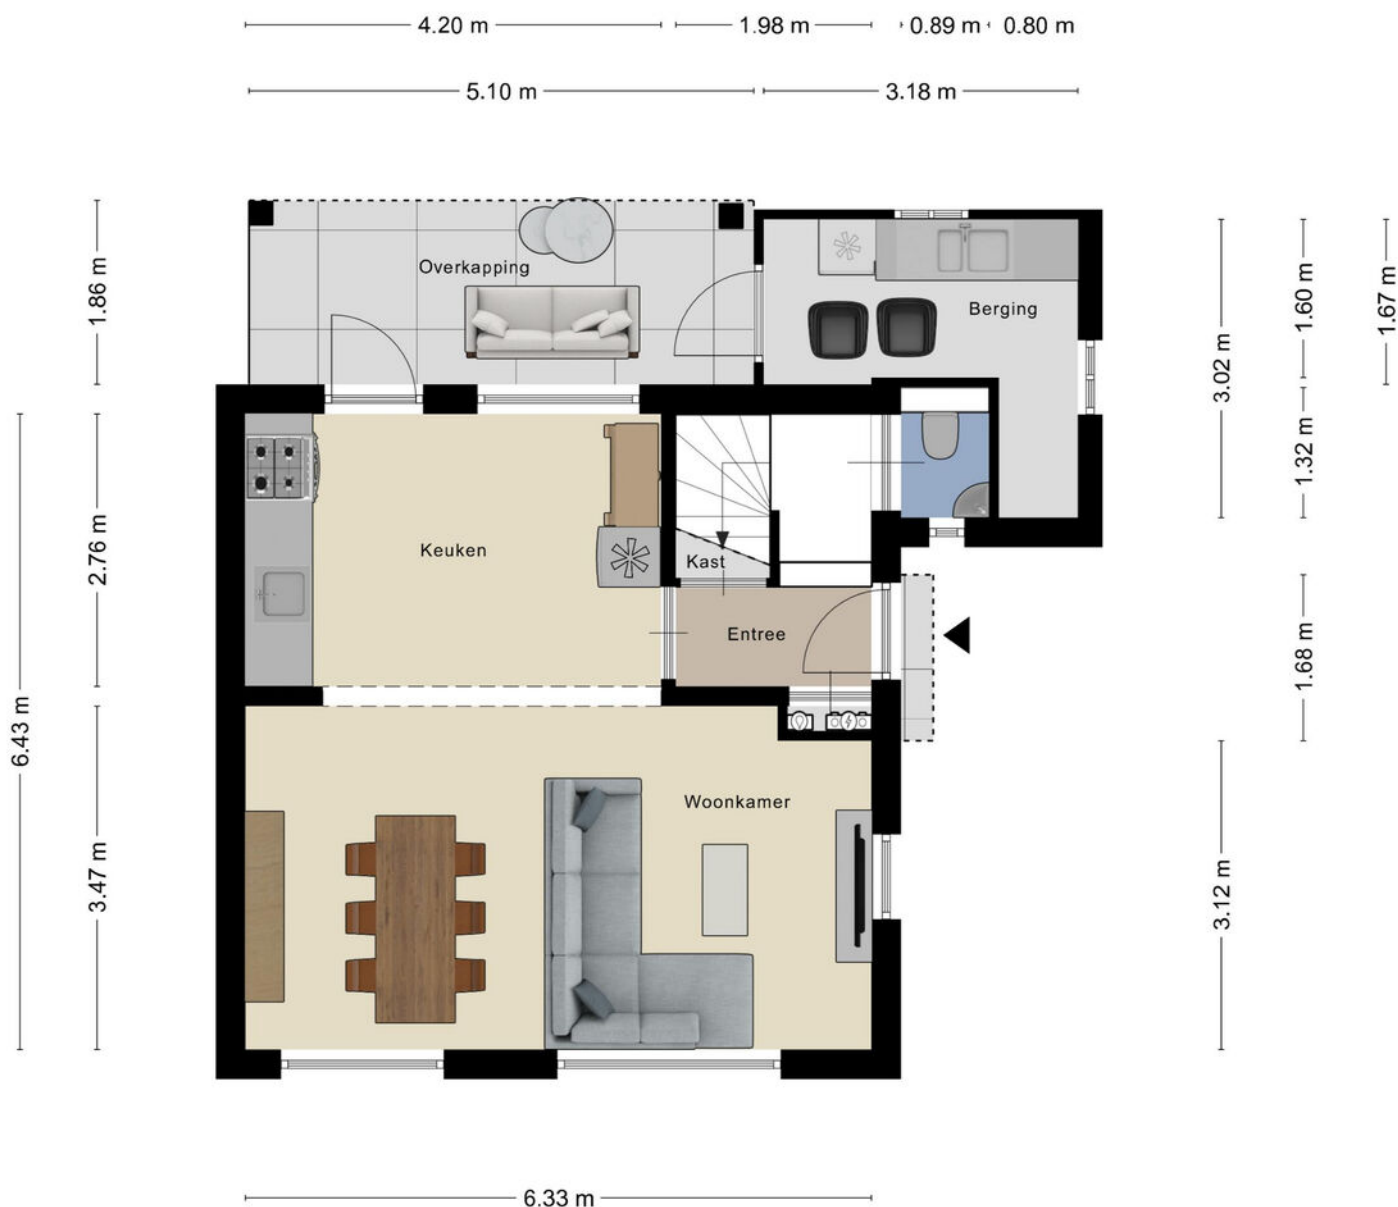 4.20 m 1.98 m 0.89 m 0.80 m
5.10 m 3.18 m
1.86 m
Overkapping
Berging
1.60 m
1.67 m
3.02 m
1.32 m
2.76 m
Keuken
Kast
Entree
1.68 m
6.43 m
Woonkamer
3.47 m
3.12 m
6.33 m